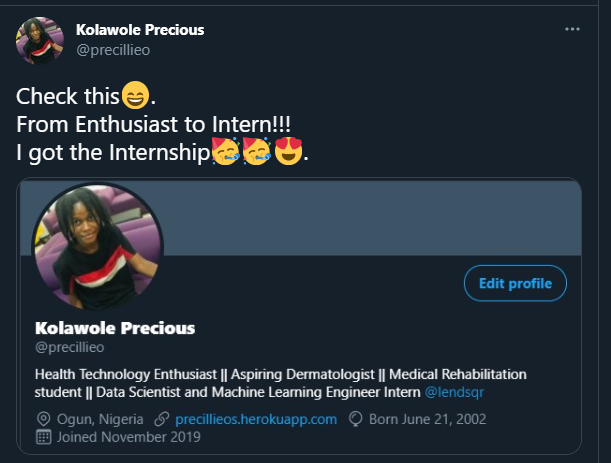 Kolawole Precious
@precillieo
Check this😄.
From Enthusiast to Intern!!!
I got the Internship🥳🥳😍.
Edit profile
Kolawole Precious
@precillieo
Health Technology Enthusiast || Aspiring Dermatologist || Medical Rehabilitation
student || Data Scientist and Machine Learning Engineer Intern @lendsqr
Ogun, Nigeria precillieos.herokuapp.com Born June 21, 2002
Joined November 2019